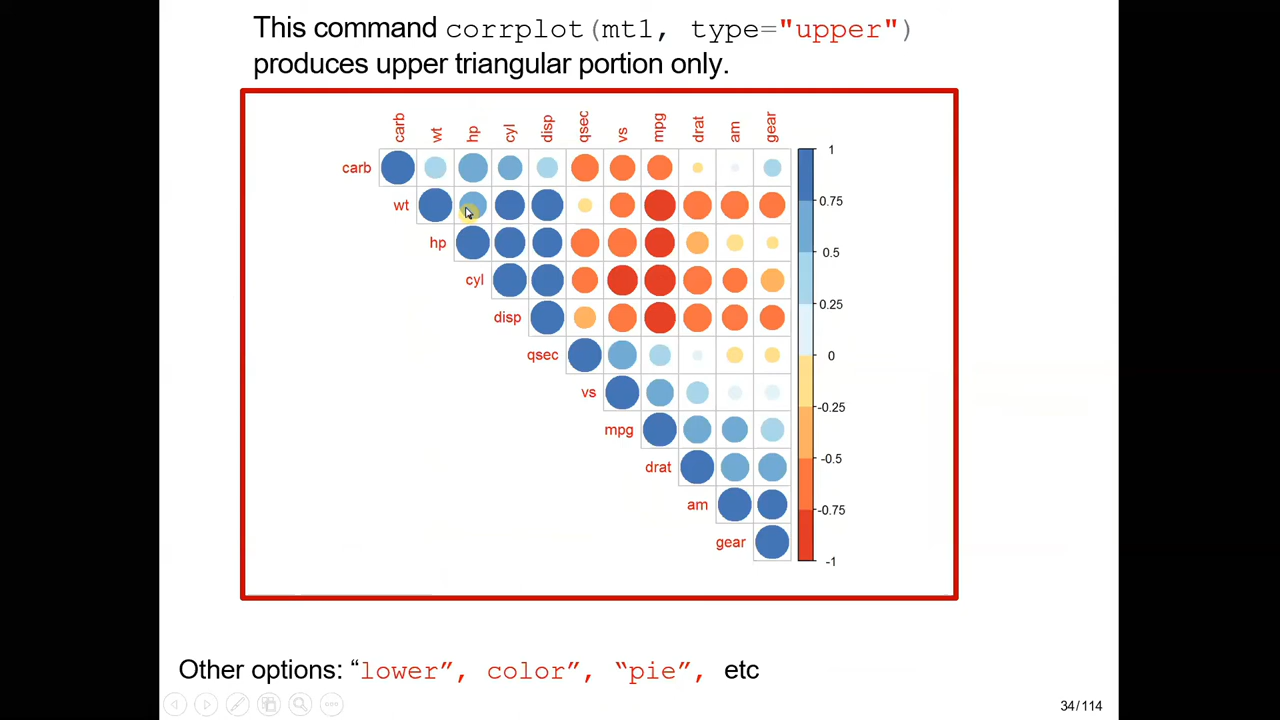 This command corrplot(mt1, type="upper")
produces upper triangular portion only.
carb wt hp cyl disp qsec vs mpg drat am gear
carb
wt
hp
cyl
disp
qsec
vs
mpg
drat
am
gear
1
0.75
0.5
0.25
0
-0.25
-0.5
-0.75
-1
Other options: “lower”, color”, “pie”, etc
34/114